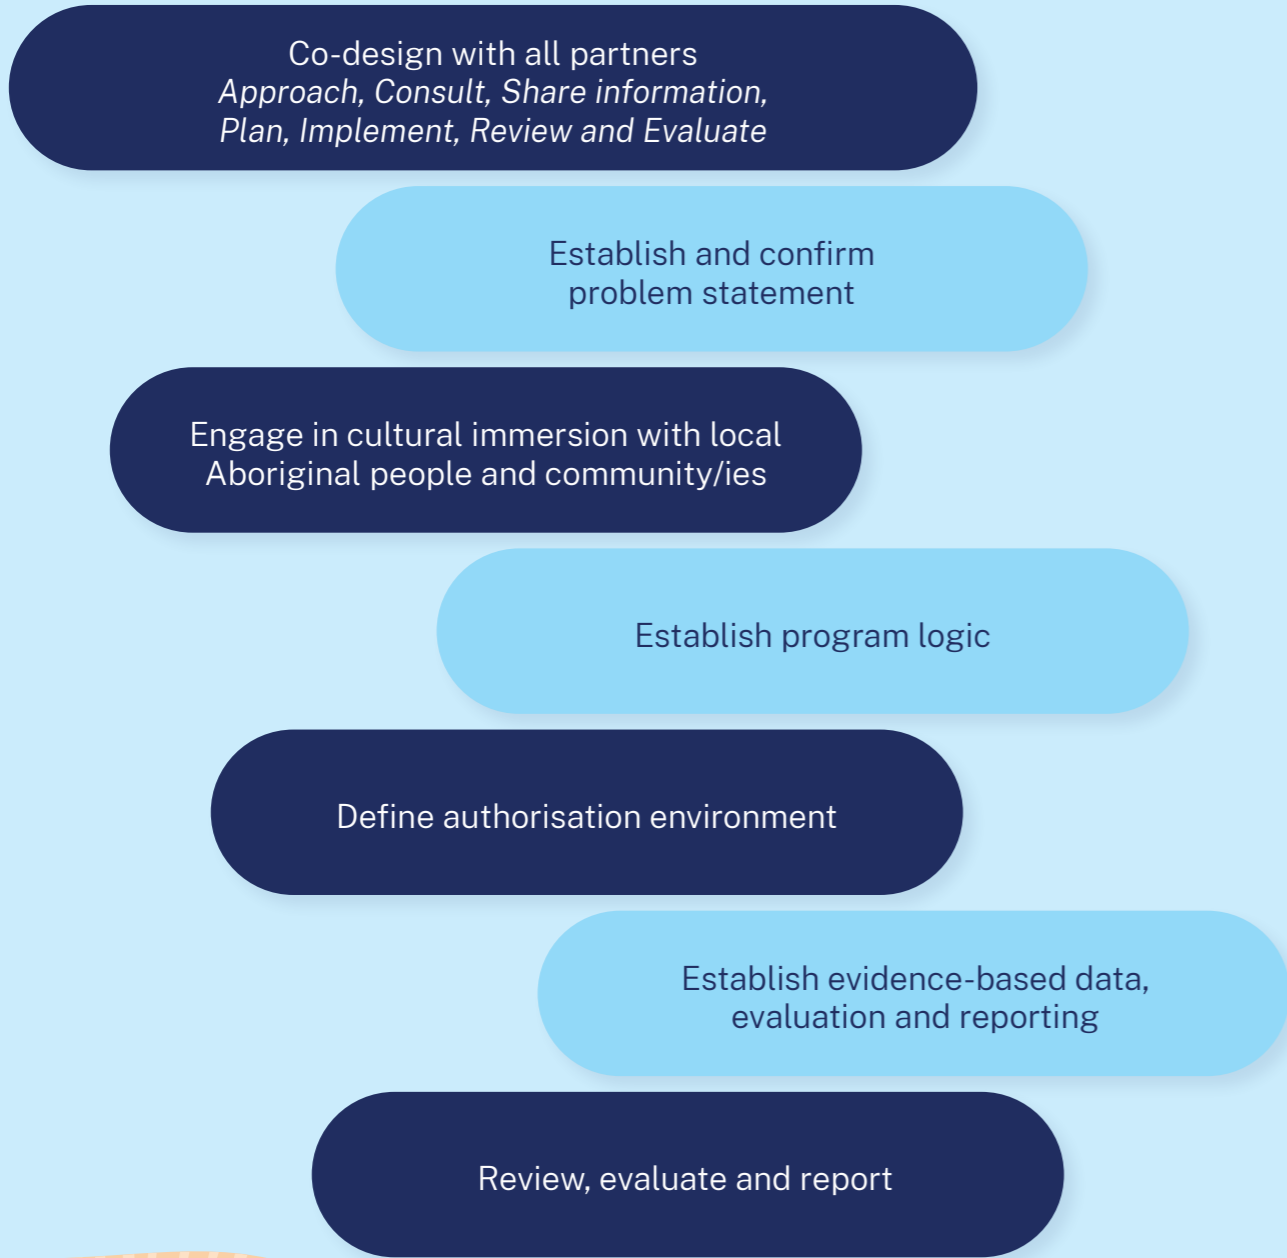 Co-design with all partners
Approach, Consult, Share information,
Plan, Implement, Review and Evaluate
Establish and confirm
problem statement
Engage in cultural immersion with local
Aboriginal people and community/ies
Establish program logic
Define authorisation environment
Establish evidence-based data,
evaluation and reporting
Review, evaluate and report